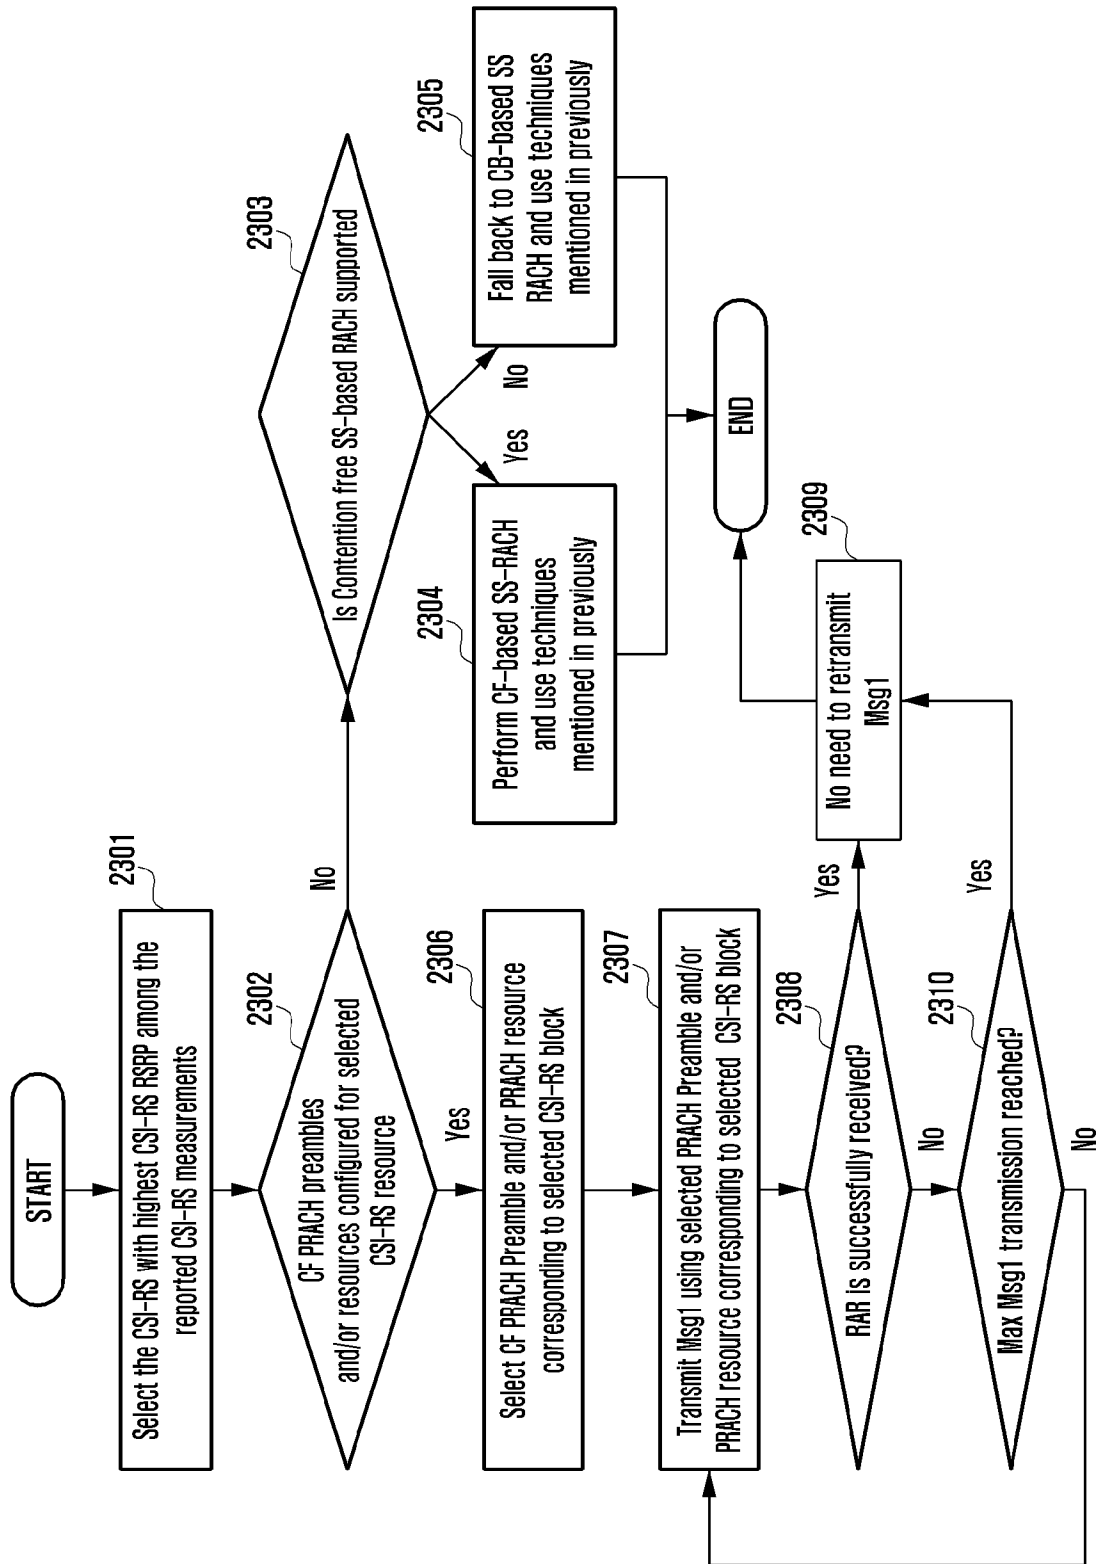 START
2301
Select the CSI-RS with highest CSI-RS RSRP among the
reported CSI-RS measurements
2302
CF PRACH preambles
and/or resources configured for selected
CSI-RS resource
No
Yes
2303
Is Contention free SS-based RACH supported
Yes
No
2304
Perform CF-based SS-RACH
and use techniques
mentioned in previously
2305
Fall back to CB-based SS
RACH and use techniques
mentioned in previously
2306
Select CF PRACH Preamble and/or PRACH resource
corresponding to selected CSI-RS block
2307
Transmit Msg1 using selected PRACH Preamble and/or
PRACH resource corresponding to selected CSI-RS block
2308
RAR is successfully received?
Yes
No
2309
No need to retransmit
Msg1
2310
Max Msg1 transmission reached?
Yes
No
END